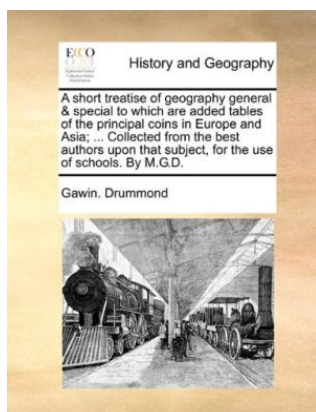 ECCO
History and Geography
A short treatise of geography general
& special to which are added tables
of the principal coins in Europe and
Asia; ... Collected from the best
authors upon that subject, for the use
of schools. By M.G.D.
Gawin. Drummond